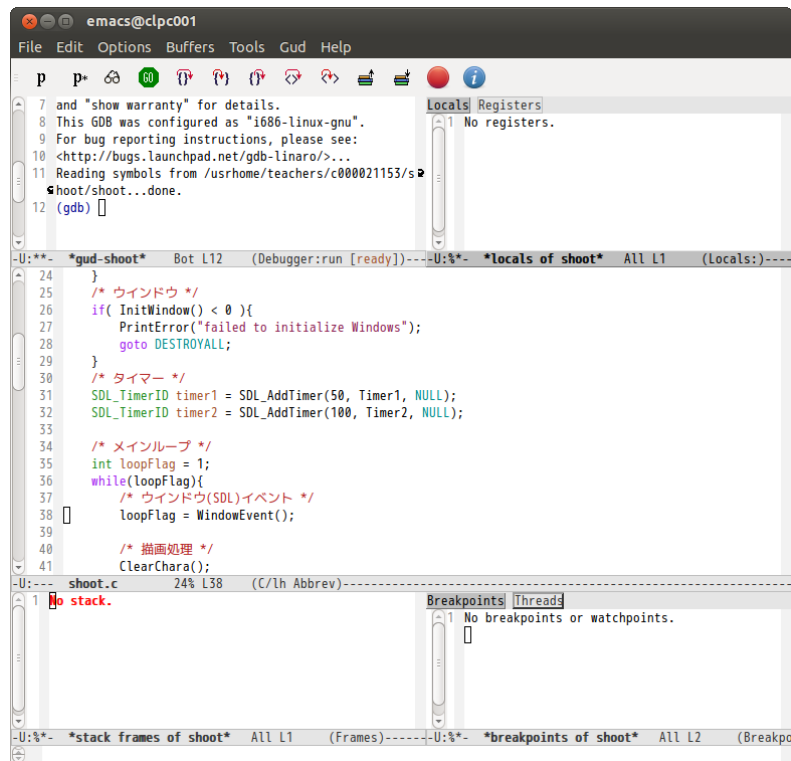 emacs@clpc001
File Edit Options Buffers Tools Gud Help
p p* GO
7 and "show warranty" for details.
8 This GDB was configured as "i686-linux-gnu".
9 For bug reporting instructions, please see:
10 <http://bugs.launchpad.net/gdb-linaro/>...
11 Reading symbols from /usrhome/teachers/c000021153/s
hoot/shoot...done.
12 (gdb)
Locals Registers
1 No registers.
-U:**- *gud-shoot* Bot L12 (Debugger:run [ready])---
-U:%*- *locals of shoot* All L1 (Locals:)----
24 }
25 /* ウインドウ */
26 if( InitWindow() < 0 ){
27 PrintError("failed to initialize Windows");
28 goto DESTROYALL;
29 }
30 /* タイマー */
31 SDL_TimerID timer1 = SDL_AddTimer(50, Timer1, NULL);
32 SDL_TimerID timer2 = SDL_AddTimer(100, Timer2, NULL);
33
34 /* メインループ */
35 int loopFlag = 1;
36 while(loopFlag){
37 /* ウインドウ(SDL)イベント */
38 loopFlag = WindowEvent();
39
40 /* 描画処理 */
41 ClearChara();
-U:--- shoot.c 24% L38 (C/lh Abbrev)----
1 No stack.
Breakpoints Threads
1 No breakpoints or watchpoints.
-U:%*- *stack frames of shoot* All L1 (Frames)------
-U:%*- *breakpoints of shoot* All L2 (Breakpo